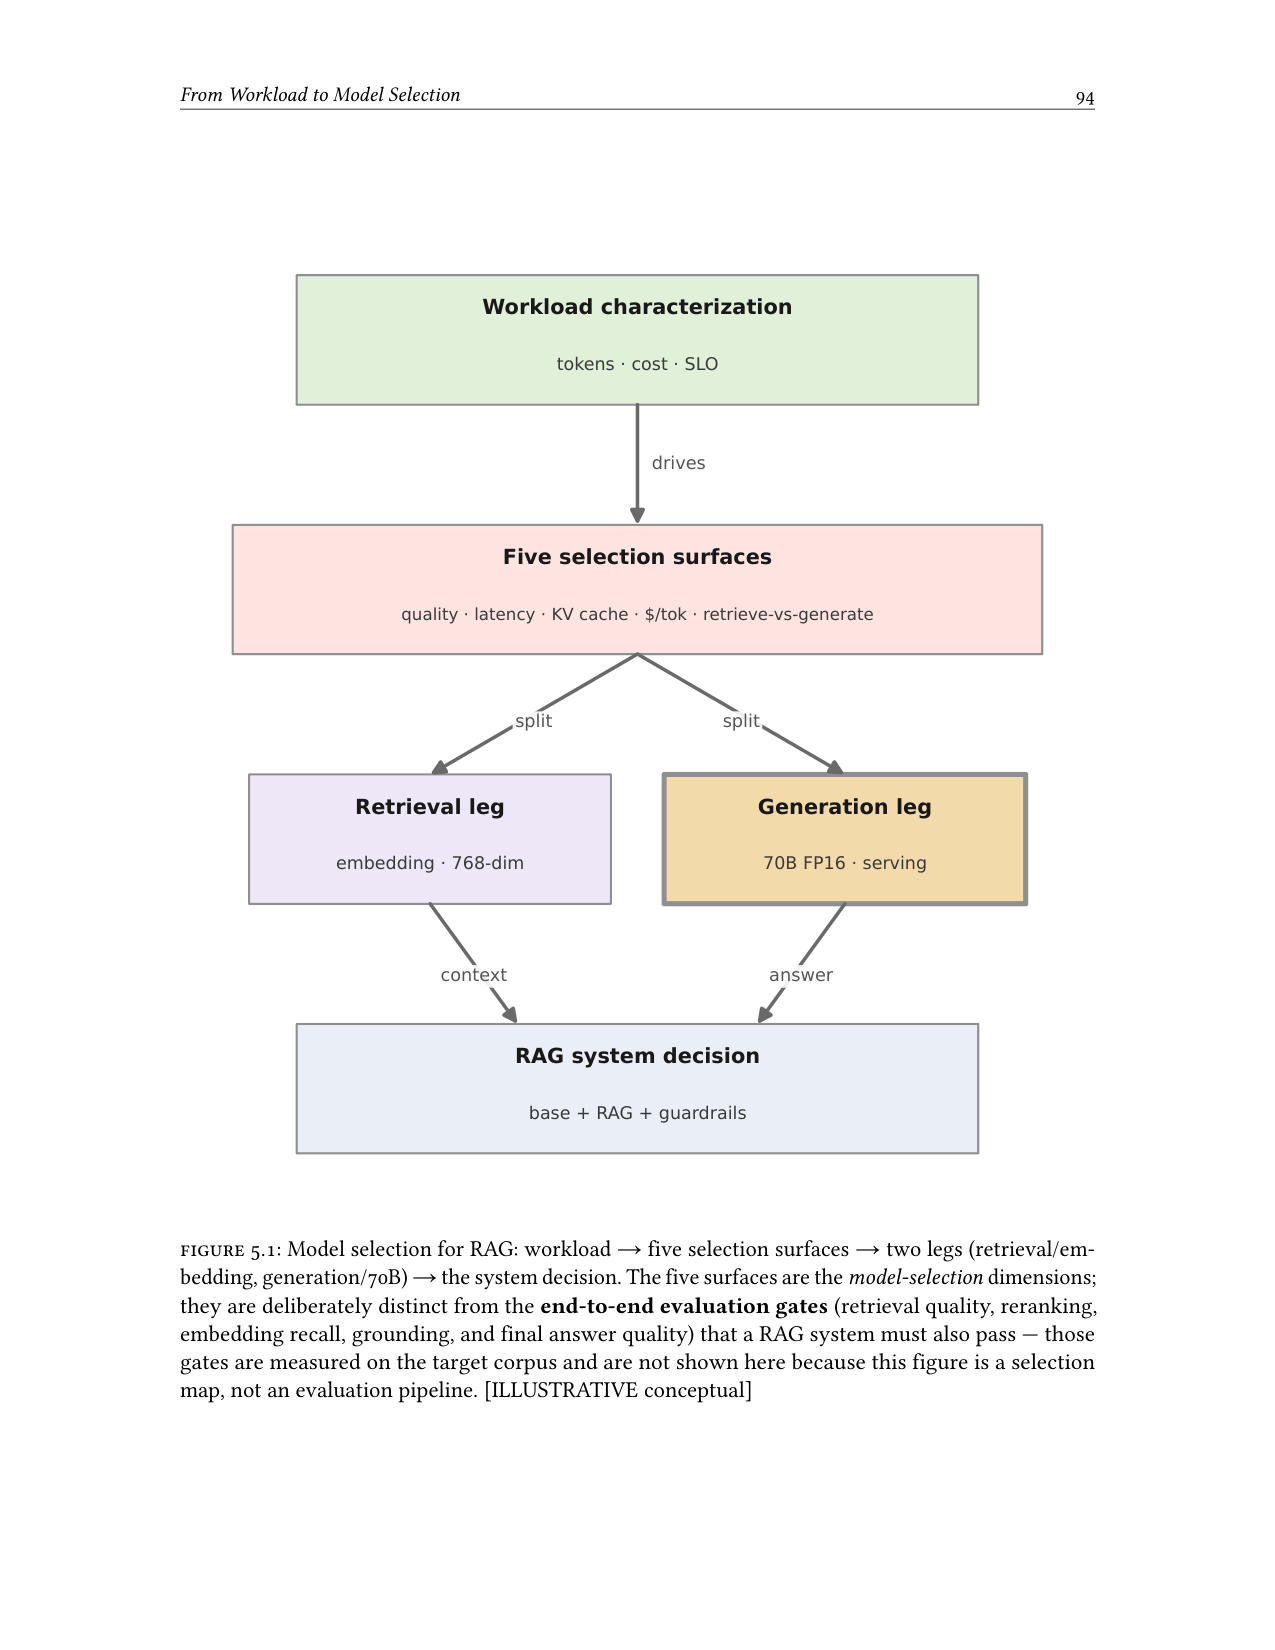 From Workload to Model Selection 94
Workload characterization
tokens · cost · SLO
drives
Five selection surfaces
quality · latency · KV cache · $/tok · retrieve-vs-generate
split split
Retrieval leg Generation leg
embedding · 768-dim 70B FP16 · serving
context answer
RAG system decision
base + RAG + guardrails
FIGURE 5.1: Model selection for RAG: workload → five selection surfaces → two legs (retrieval/em-
bedding, generation/70B) → the system decision. The five surfaces are the model-selection dimensions;
they are deliberately distinct from the end-to-end evaluation gates (retrieval quality, reranking,
embedding recall, grounding, and final answer quality) that a RAG system must also pass — those
gates are measured on the target corpus and are not shown here because this figure is a selection
map, not an evaluation pipeline. [ILLUSTRATIVE conceptual]